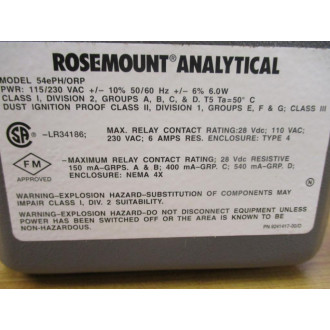 ROSEMOUNT® ANALYTICAL
MODEL 54ePH/ORP
PWR: 115/230 VAC +/- 10% 50/60 Hz +/- 6% 6.0W
CLASS I, DIVISION 2, GROUPS A, B, C, & D. T5 Ta=50° C
DUST IGNITION PROOF CLASS II, DIVISION 1, GROUPS E, F & G; CLASS III
-LR34186; MAX. RELAY CONTACT RATING:28 Vdc; 110 VAC;
230 VAC; 6 AMPS RES. ENCLOSURE: TYPE 4
FM
APPROVED
-MAXIMUM RELAY CONTACT RATING; 28 Vdc RESISTIVE
150 mA-GRPS. A & B; 400 mA-GRP. C; 540 mA-GRP. D;
ENCLOSURE: NEMA 4X
WARNING-EXPLOSION HAZARD-SUBSTITUTION OF COMPONENTS MAY
IMPAIR CLASS I, DIV. 2 SUITABILITY.
WARNING-EXPLOSION HAZARD-DO NOT DISCONNECT EQUIPMENT UNLESS
POWER HAS BEEN SWITCHED OFF OR THE AREA IS KNOWN TO BE
NON-HAZARDOUS.